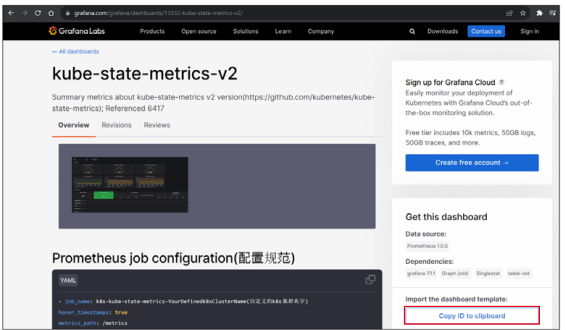 grafana.com/grafana/dashboards/13332-kube-state-metrics-v2/
Grafana Labs
Products
Open source
Solutions
Learn
Company
Downloads
Contact us
Sign in
← All dashboards
kube-state-metrics-v2
Summary metrics about kube-state-metrics v2 version(https://github.com/kubernetes/kube-
state-metrics); Referenced 6417
Overview
Revisions
Reviews
Prometheus job configuration(配置规范)
YAML
- job_name: k8s-kube-state-metrics-YourDefinedK8sClusterName(自定义的k8s集群名字)
honor_timestamps: true
metrics_path: /metrics
Sign up for Grafana Cloud
Easily monitor your deployment of
Kubernetes with Grafana Cloud's out-of-
the-box monitoring solution.
Free tier includes 10k metrics, 50GB logs,
50GB traces, and more.
Create free account →
Get this dashboard
Data source:
Prometheus 1.0.0
Dependencies:
grafana 7.1.1
Graph (old)
Singlestat
table-old
Import the dashboard template:
Copy ID to clipboard